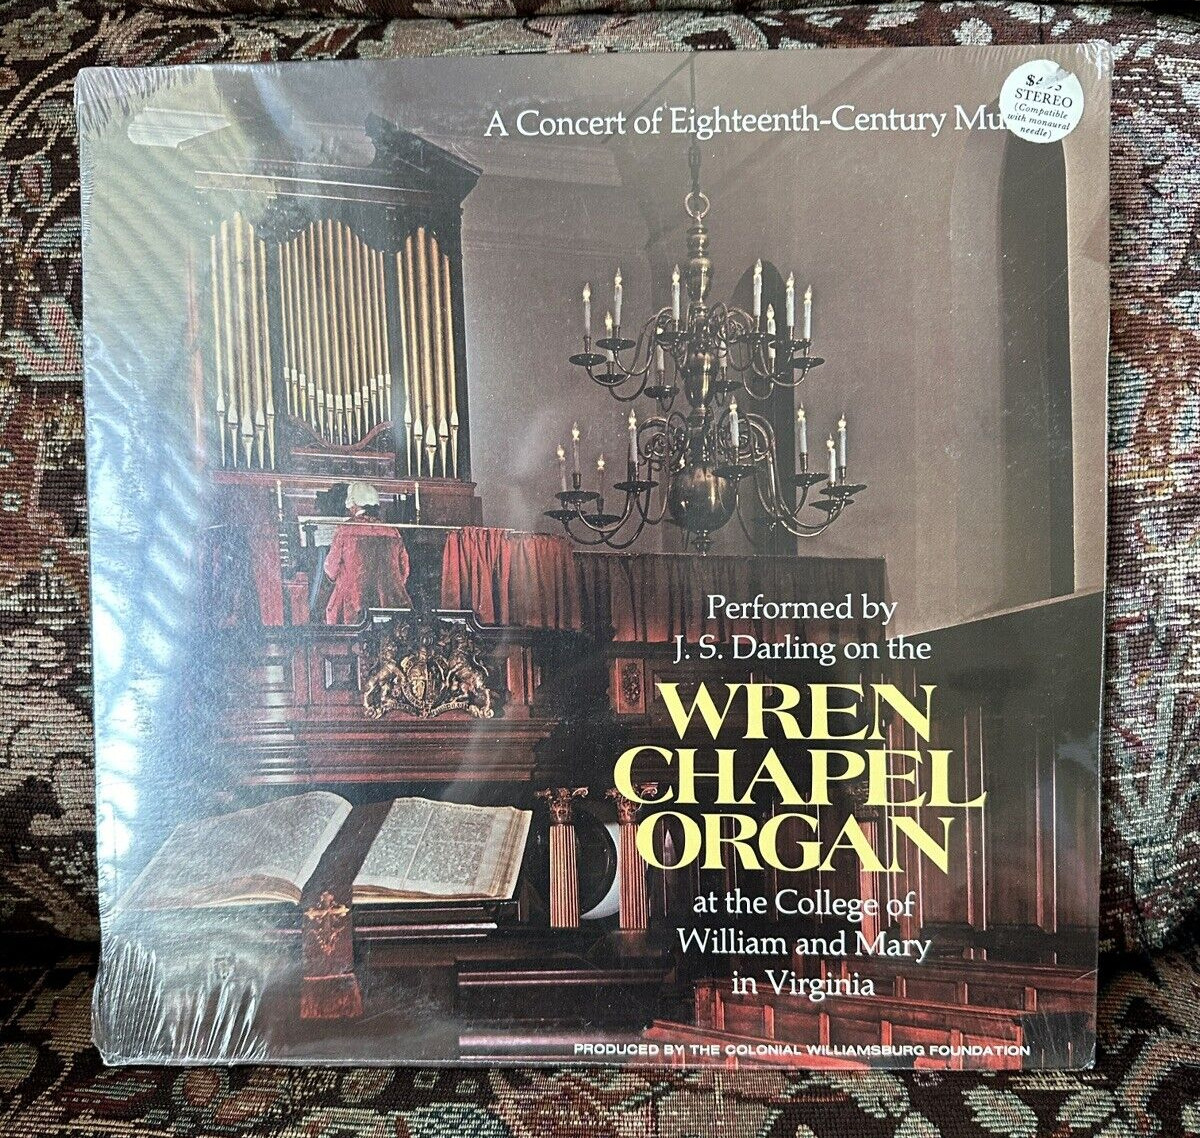 A Concert of Eighteenth-Century Mu
STEREO
(Compatible
with monaural
needle)
Performed by
J. S. Darling on the
WREN
CHAPEL
ORGAN
at the College of
William and Mary
in Virginia
PRODUCED BY THE COLONIAL WILLIAMSBURG FOUNDATION